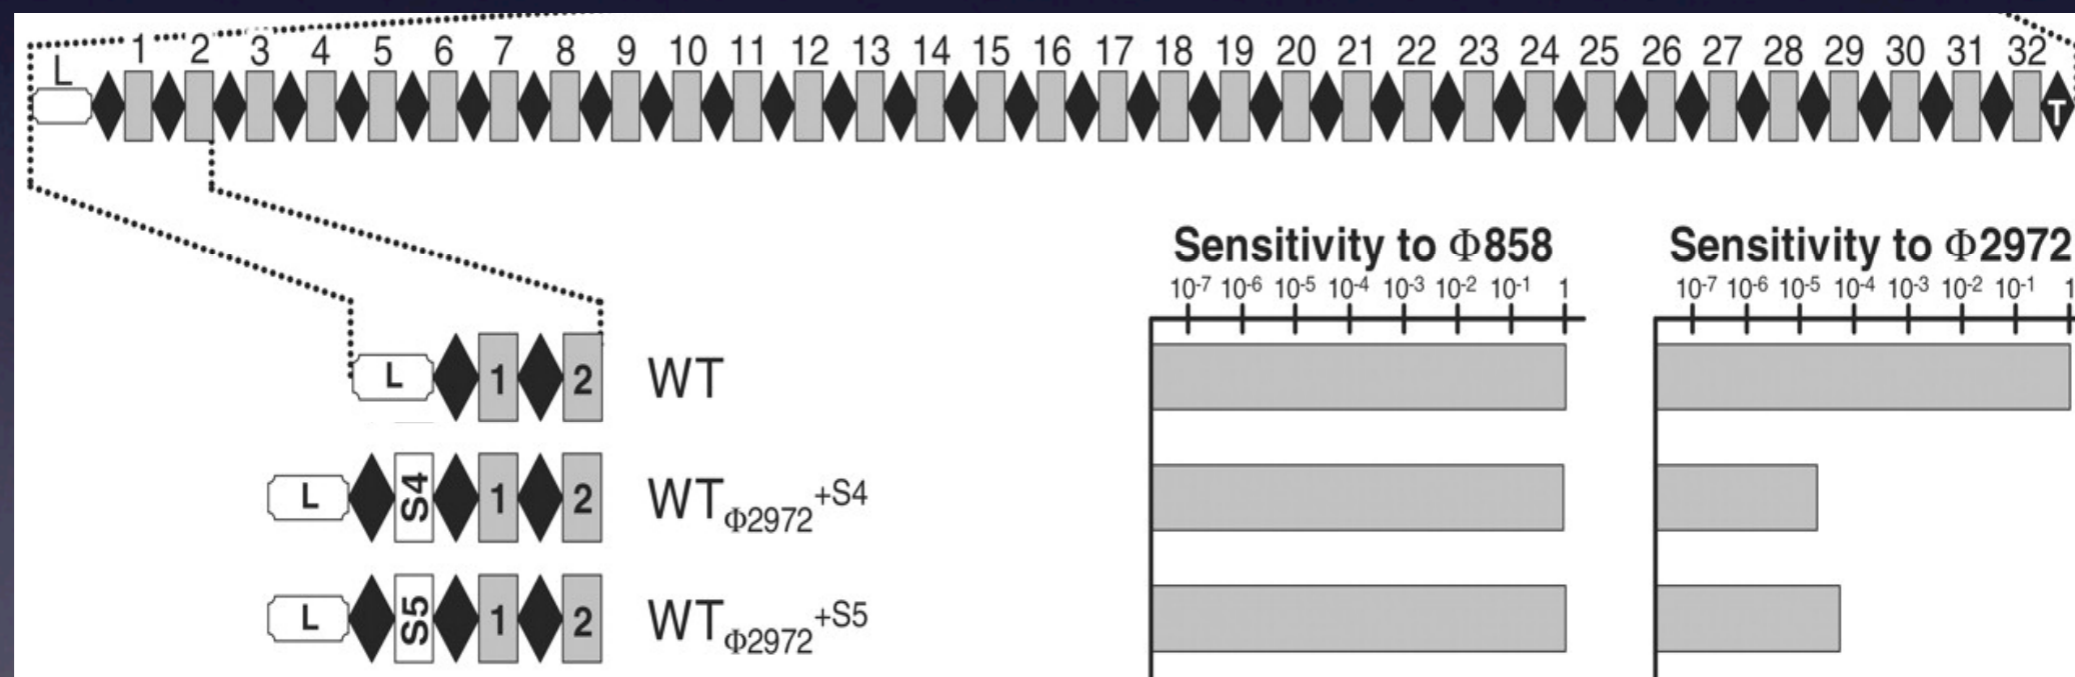 L 1 2 3 4 5 6 7 8 9 10 11 12 13 14 15 16 17 18 19 20 21 22 23 24 25 26 27 28 29 30 31 32
T
Sensitivity to Φ858 Sensitivity to Φ2972
10⁻⁷ 10⁻⁶ 10⁻⁵ 10⁻⁴ 10⁻³ 10⁻² 10⁻¹ 1 10⁻⁷ 10⁻⁶ 10⁻⁵ 10⁻⁴ 10⁻³ 10⁻² 10⁻¹ 1
L 1 2 WT
L S4 1 2 WTΦ2972+S4
L S5 1 2 WTΦ2972+S5